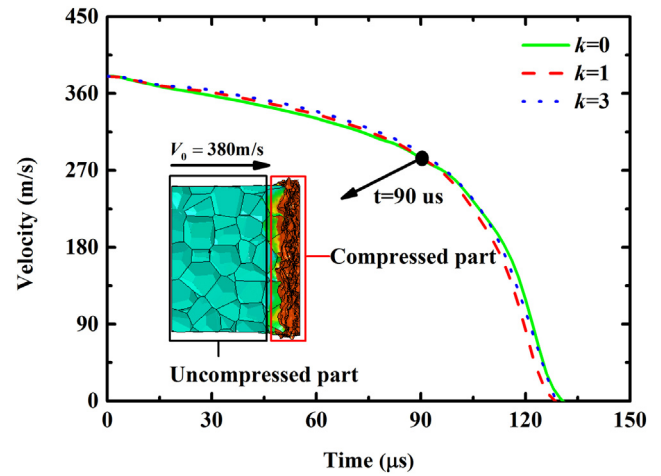 450
360
270
180
90
0
Velocity (m/s)
k=0
k=1
k=3
V₀ = 380m/s
t=90 us
Compressed part
Uncompressed part
0
30
60
90
120
150
Time (μs)